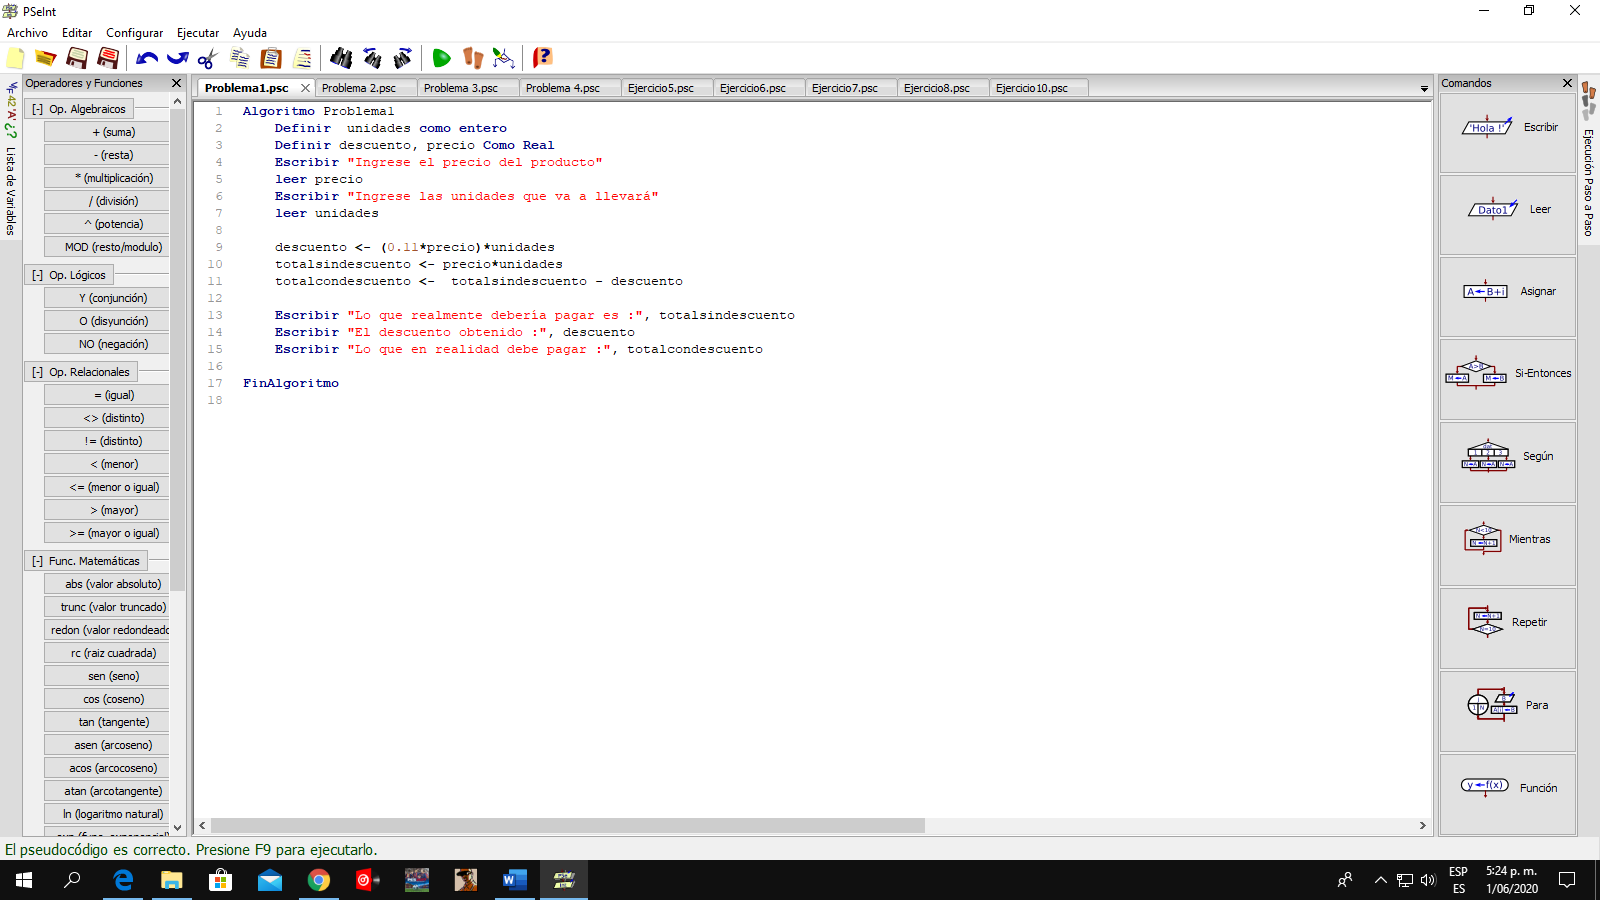 PSeInt
Archivo Editar Configurar Ejecutar Ayuda
42 'A' ¿?
Lista de Variables
Operadores y Funciones
[-] Op. Algebraicos
+ (suma)
- (resta)
* (multiplicación)
/ (división)
^ (potencia)
MOD (resto/modulo)
[-] Op. Lógicos
Y (conjunción)
O (disyunción)
NO (negación)
[-] Op. Relacionales
= (igual)
<> (distinto)
!= (distinto)
< (menor)
<= (menor o igual)
> (mayor)
>= (mayor o igual)
[-] Func. Matemáticas
abs (valor absoluto)
trunc (valor truncado)
redon (valor redondeado
rc (raiz cuadrada)
sen (seno)
cos (coseno)
tan (tangente)
asen (arcoseno)
acos (arcocoseno)
atan (arcotangente)
ln (logaritmo natural)
Problema1.psc Problema 2.psc Problema 3.psc Problema 4.psc Ejercicio5.psc Ejercicio6.psc Ejercicio7.psc Ejercicio8.psc Ejercicio10.psc
1 Algoritmo Problema1
2 Definir  unidades como entero
3 Definir descuento, precio Como Real
4 Escribir "Ingrese el precio del producto"
5 leer precio
6 Escribir "Ingrese las unidades que va a llevará"
7 leer unidades
8
9 descuento <- (0.11*precio)*unidades
10 totalsindescuento <- precio*unidades
11 totalcondescuento <-  totalsindescuento - descuento
12
13 Escribir "Lo que realmente debería pagar es :", totalsindescuento
14 Escribir "El descuento obtenido :", descuento
15 Escribir "Lo que en realidad debe pagar :", totalcondescuento
16
17 FinAlgoritmo
18
Comandos
'Hola !' Escribir
Dato1 Leer
A←B+i Asignar
A>B M←A M←B Si-Entonces
1 2 3 Según
Mientras
Repetir
Para
y←f(x) Función
Ejecución Paso a Paso
El pseudocódigo es correcto. Presione F9 para ejecutarlo.
ESP
ES
5:24 p. m.
1/06/2020